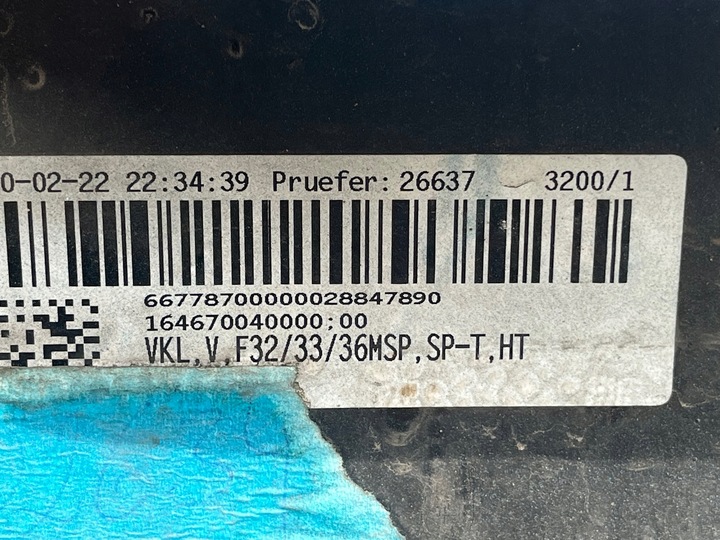 0-02-22 22:34:39 Pruefer: 26637 3200/1
66778700000028847890
164670040000;00
VKL,V,F32/33/36MSP,SP-T,HT